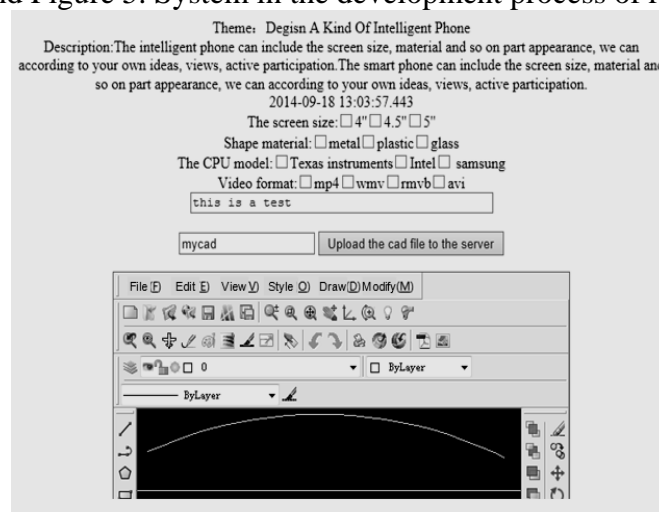 nd Figure 3. System in the development process of
Theme: Degisn A Kind Of Intelligent Phone
Description:The intelligent phone can include the screen size, material and so on part appearance, we can
according to your own ideas, views, active participation.The smart phone can include the screen size, material and
so on part appearance, we can according to your own ideas, views, active participation.
2014-09-18 13:03:57.443
The screen size: 4" 4.5" 5"
Shape material: metal plastic glass
The CPU model: Texas instruments Intel samsung
Video format: mp4 wmv rmvb avi
this is a test
mycad Upload the cad file to the server
File(F) Edit E) View V) Style O) Draw(D)Modify(M)
0 ByLayer
ByLayer